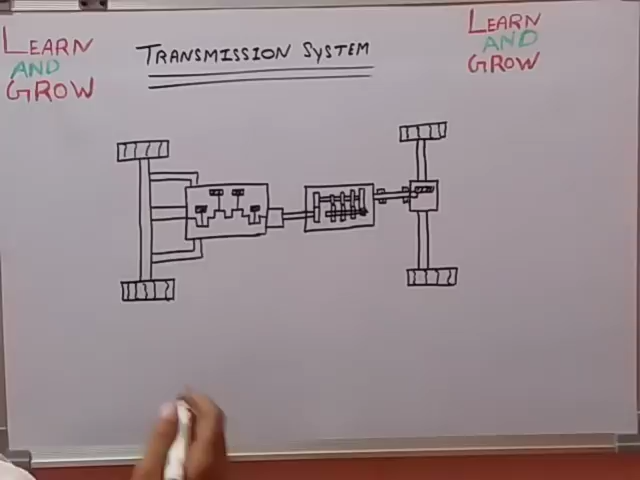 LEARN
AND
GROW
TRANSMISSION SYSTEM
LEARN
AND
GROW